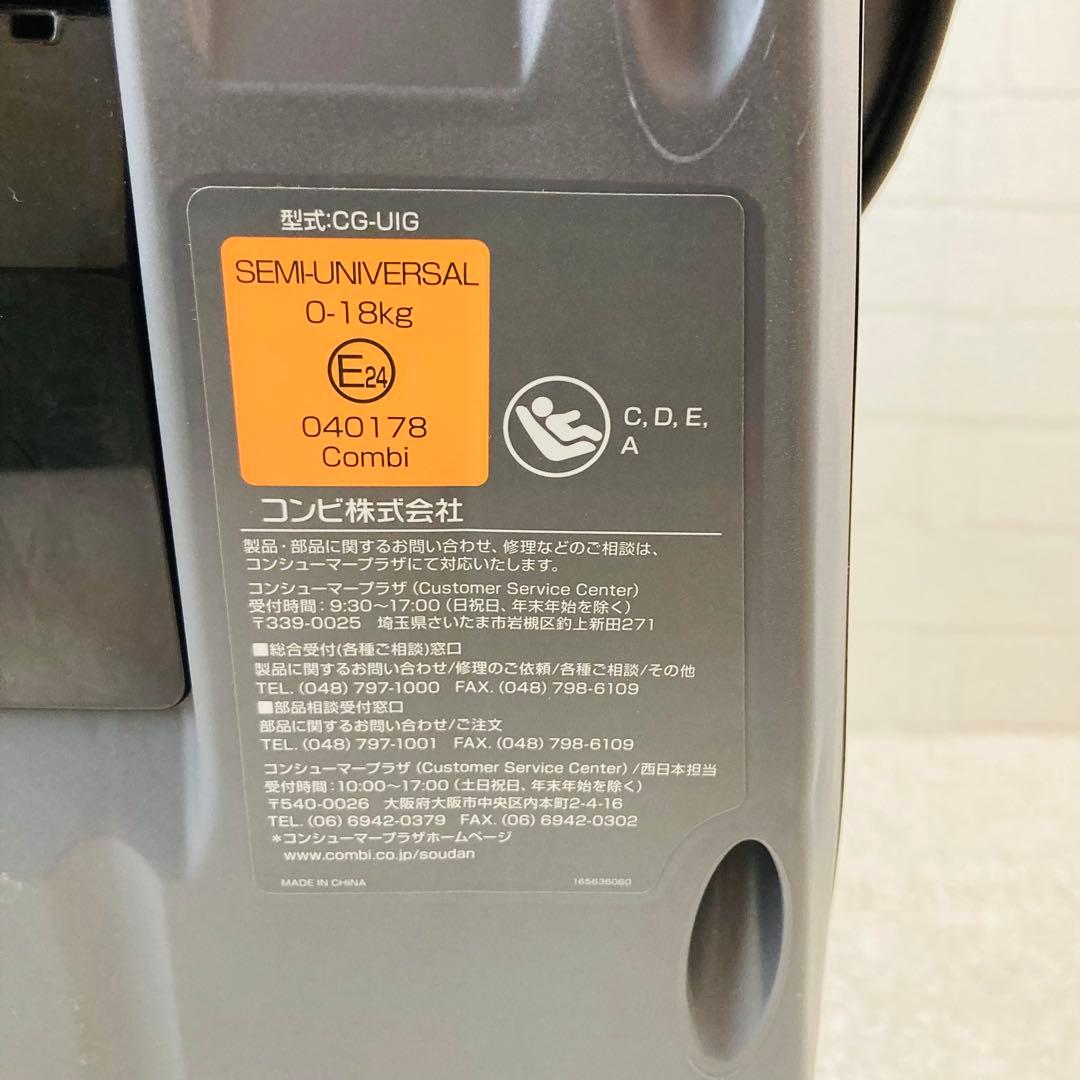 型式:CG-UIG
SEMI-UNIVERSAL
0-18kg
E24
040178
Combi
C, D, E,
A
コンビ株式会社
製品・部品に関するお問い合わせ、修理などのご相談は、
コンシューマープラザにて対応いたします。
コンシューマープラザ (Customer Service Center)
受付時間：9:30～17:00 (日祝日、年末年始を除く)
〒339-0025 埼玉県さいたま市岩槻区釣上新田271
■総合受付(各種ご相談)窓口
製品に関するお問い合わせ/修理のご依頼/各種ご相談/その他
TEL. (048) 797-1000 FAX. (048) 798-6109
■部品相談受付窓口
部品に関するお問い合わせ/ご注文
TEL. (048) 797-1001 FAX. (048) 798-6109
コンシューマープラザ (Customer Service Center) /西日本担当
受付時間：10:00～17:00 (土日祝日、年末年始を除く)
〒540-0026 大阪府大阪市中央区内本町2-4-16
TEL. (06) 6942-0379 FAX. (06) 6942-0302
*コンシューマープラザホームページ
www.combi.co.jp/soudan
MADE IN CHINA 165636060